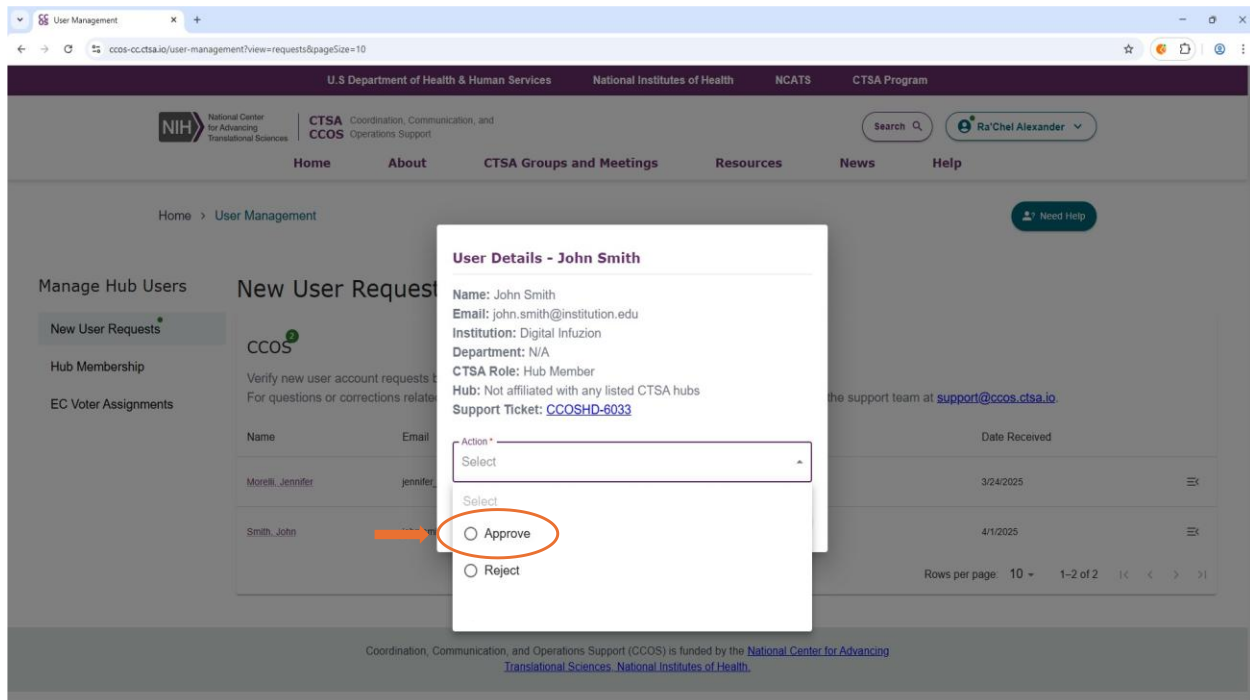 User Management
ccos-cc.ctsa.io/user-management?view=requests&pageSize=10
U.S Department of Health & Human Services National Institutes of Health NCATS CTSA Program
NIH National Center for Advancing Translational Sciences
CTSA Coordination, Communication, and
CCOS Operations Support
Search
Ra'Chel Alexander
Home About CTSA Groups and Meetings Resources News Help
Home > User Management
Need Help
Manage Hub Users
New User Requests
Hub Membership
EC Voter Assignments
New User Request
CCOS 2
Verify new user account requests
For questions or corrections relate
the support team at support@ccos.ctsa.io.
Name Email Date Received
Morelli, Jennifer jennifer_ 3/24/2025
Smith, John 4/1/2025
Rows per page: 10 1–2 of 2
User Details - John Smith
Name: John Smith
Email: john.smith@institution.edu
Institution: Digital Infuzion
Department: N/A
CTSA Role: Hub Member
Hub: Not affiliated with any listed CTSA hubs
Support Ticket: CCOSHD-6033
Action *
Select
Select
Approve
Reject
Coordination, Communication, and Operations Support (CCOS) is funded by the National Center for Advancing
Translational Sciences, National Institutes of Health.